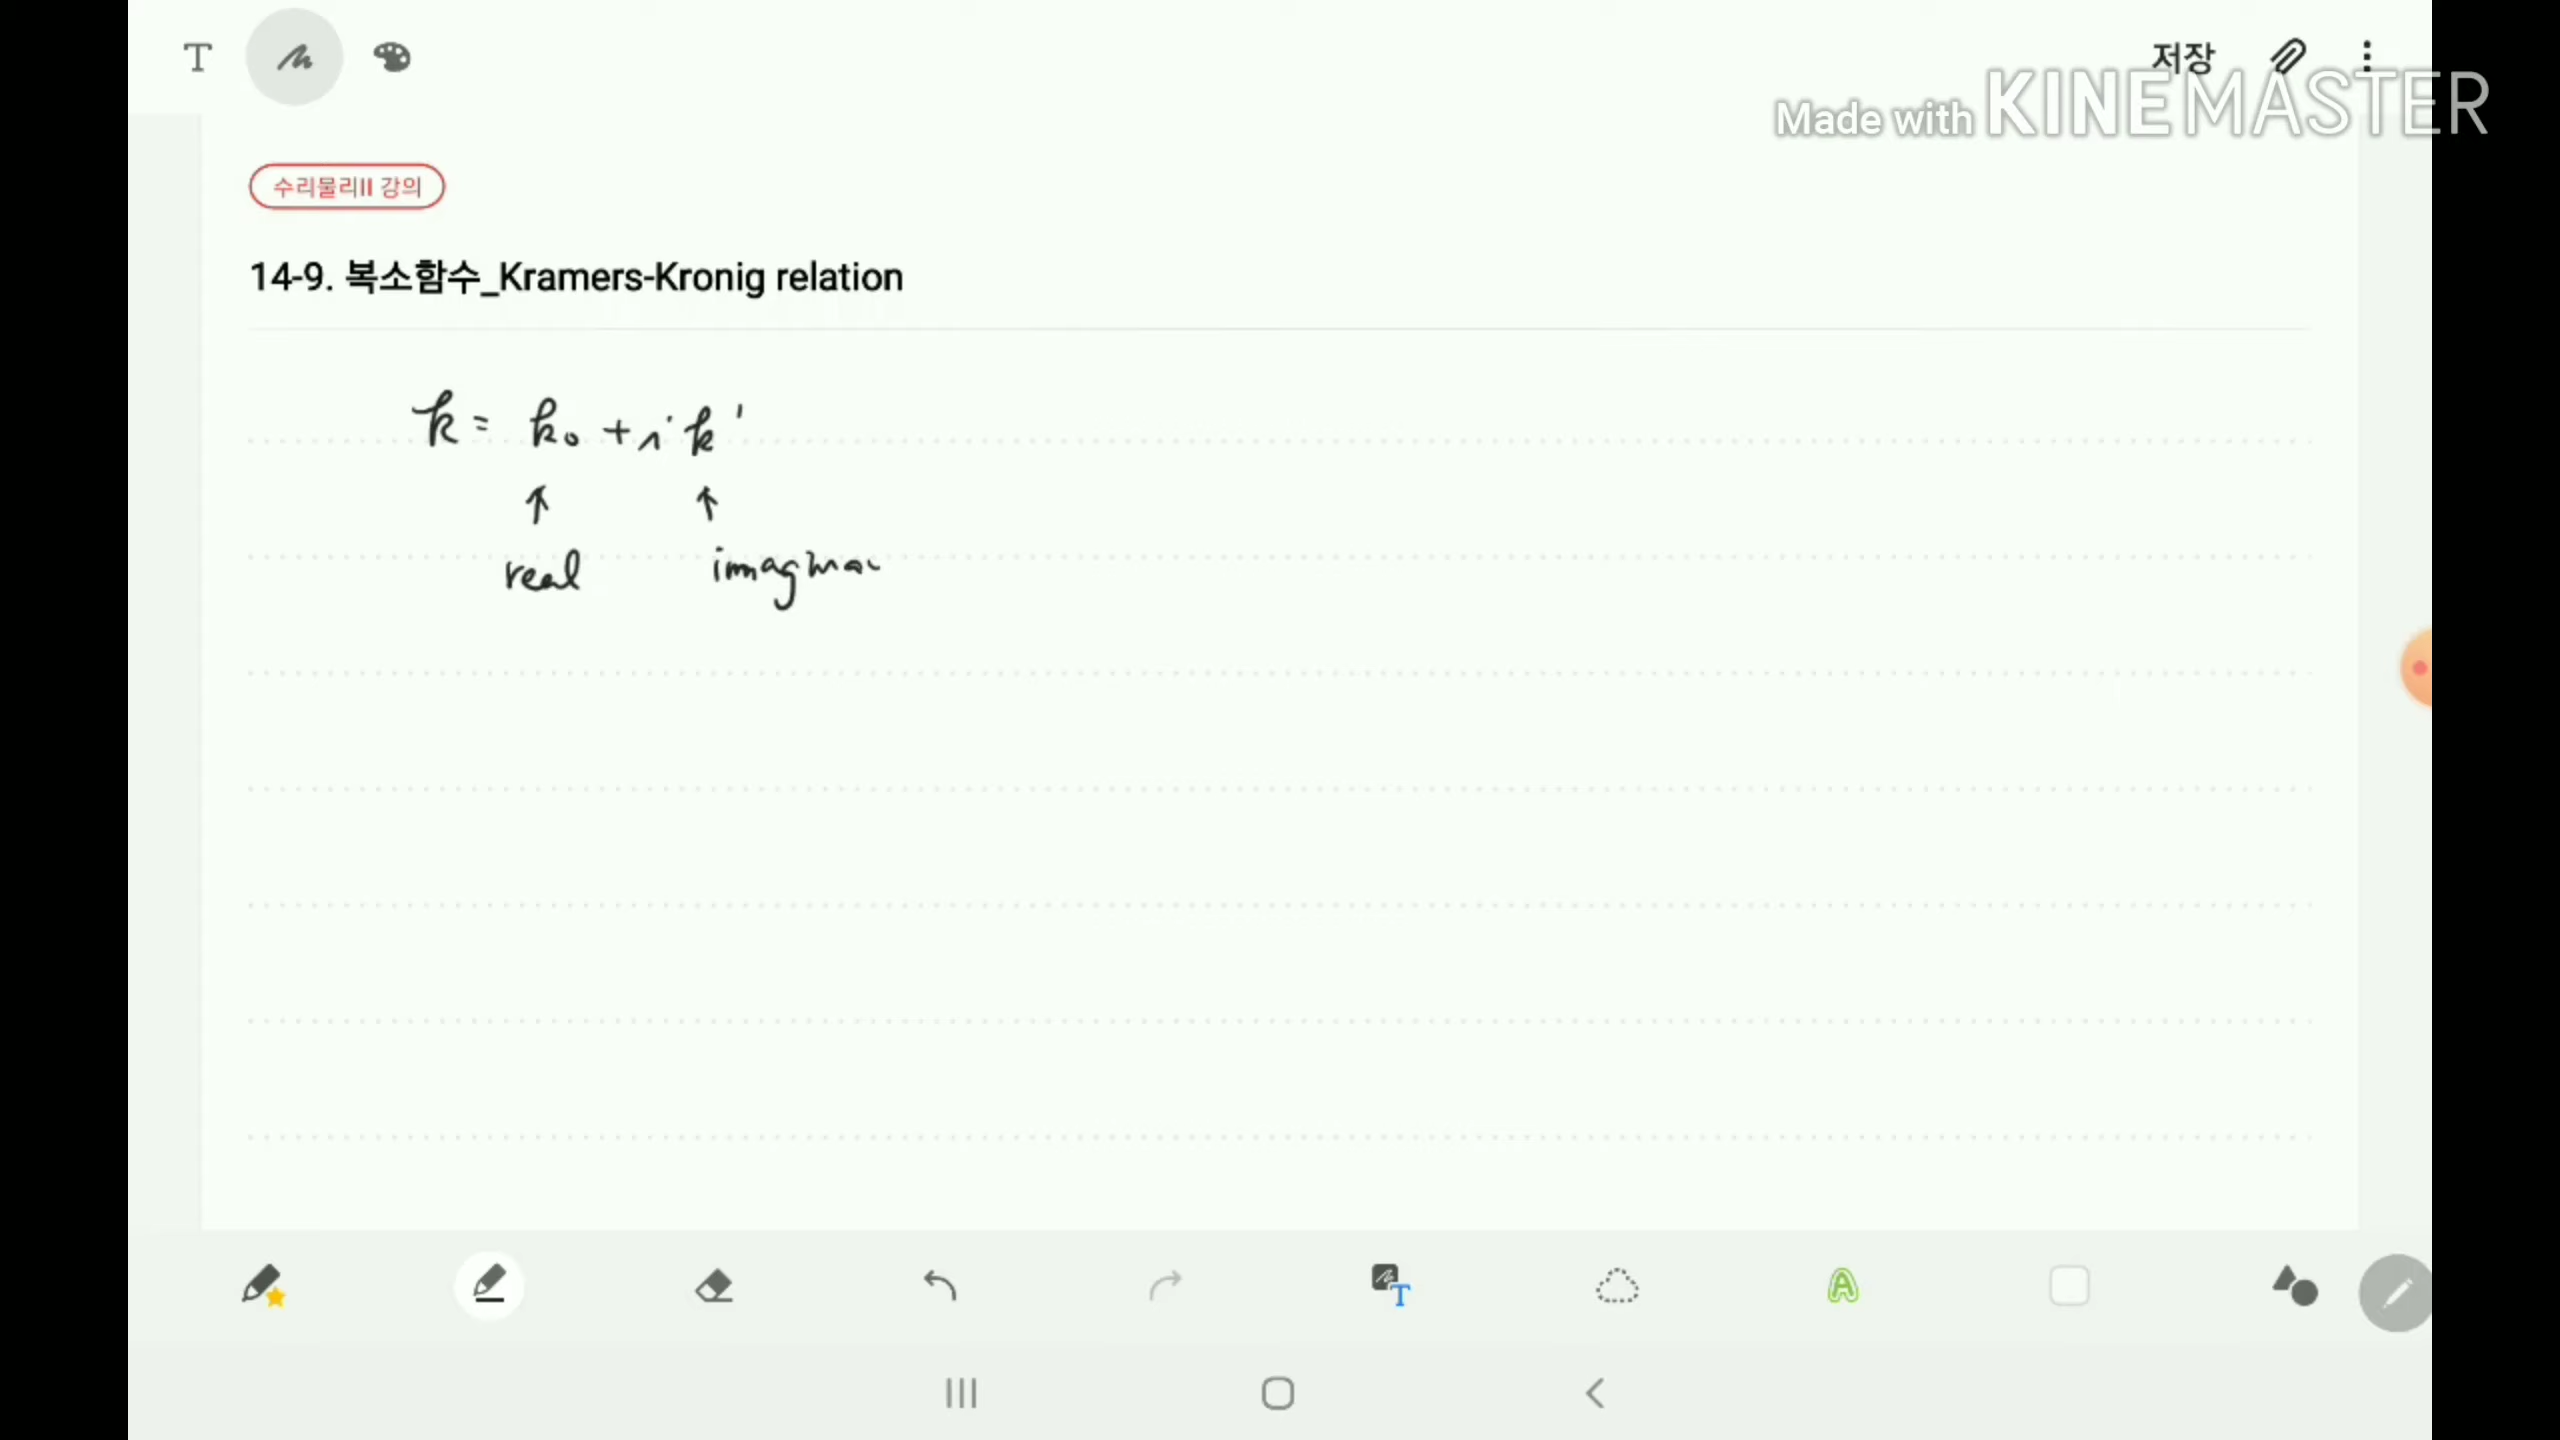 저장
Made with KINEMASTER
수리물리II 강의
14-9. 복소함수_Kramers-Kronig relation
k = k₀ + i k'
↑ ↑
real imagina